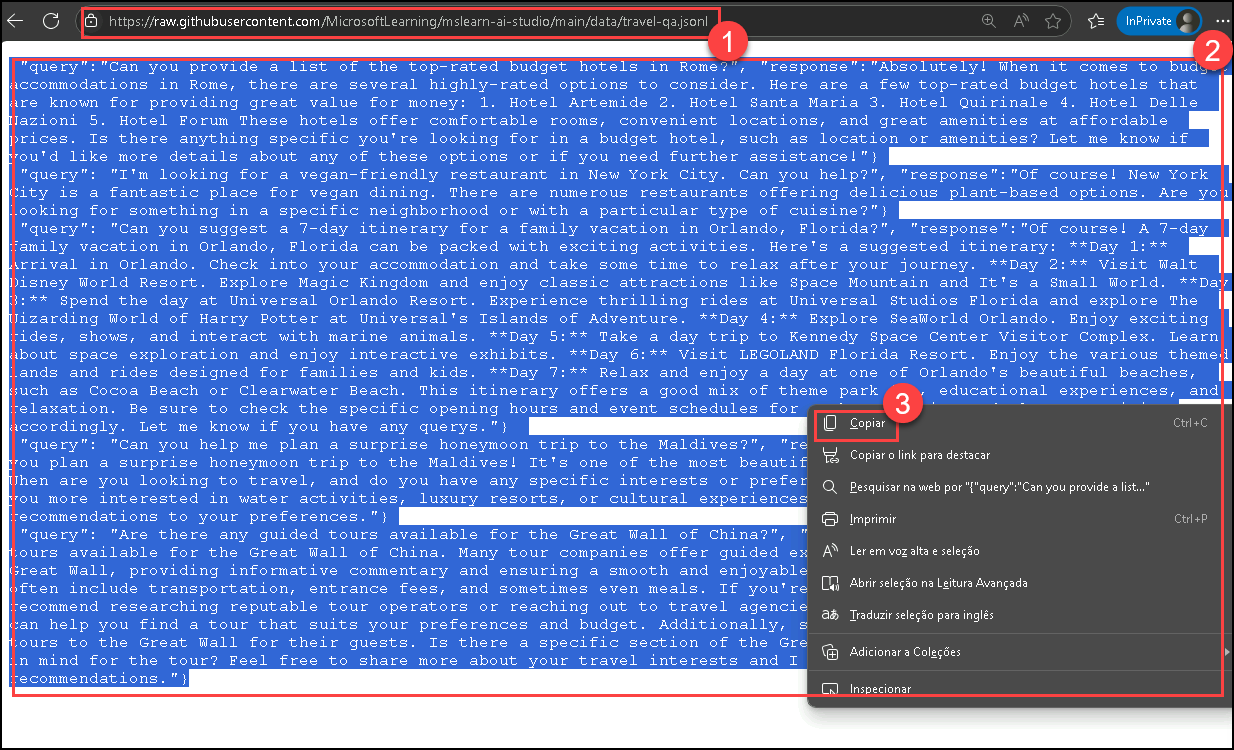 https://raw.githubusercontent.com/MicrosoftLearning/mslearn-ai-studio/main/data/travel-qa.jsonl
InPrivate
1
2
"query":"Can you provide a list of the top-rated budget hotels in Rome?", "response":"Absolutely! When it comes to budget
accommodations in Rome, there are several highly-rated options to consider. Here are a few top-rated budget hotels that
are known for providing great value for money: 1. Hotel Artemide 2. Hotel Santa Maria 3. Hotel Quirinale 4. Hotel Delle
Nazioni 5. Hotel Forum These hotels offer comfortable rooms, convenient locations, and great amenities at affordable
prices. Is there anything specific you're looking for in a budget hotel, such as location or amenities? Let me know if
you'd like more details about any of these options or if you need further assistance!"}
"query": "I'm looking for a vegan-friendly restaurant in New York City. Can you help?", "response":"Of course! New York
City is a fantastic place for vegan dining. There are numerous restaurants offering delicious plant-based options. Are you
looking for something in a specific neighborhood or with a particular type of cuisine?"}
"query": "Can you suggest a 7-day itinerary for a family vacation in Orlando, Florida?", "response":"Of course! A 7-day
family vacation in Orlando, Florida can be packed with exciting activities. Here's a suggested itinerary: **Day 1:**
Arrival in Orlando. Check into your accommodation and take some time to relax after your journey. **Day 2:** Visit Walt
Disney World Resort. Explore Magic Kingdom and enjoy classic attractions like Space Mountain and It's a Small World. **Day
3:** Spend the day at Universal Orlando Resort. Experience thrilling rides at Universal Studios Florida and explore The
Wizarding World of Harry Potter at Universal's Islands of Adventure. **Day 4:** Explore SeaWorld Orlando. Enjoy exciting
rides, shows, and interact with marine animals. **Day 5:** Take a day trip to Kennedy Space Center Visitor Complex. Learn
about space exploration and enjoy interactive exhibits. **Day 6:** Visit LEGOLAND Florida Resort. Enjoy the various themed
lands and rides designed for families and kids. **Day 7:** Relax and enjoy a day at one of Orlando's beautiful beaches,
such as Cocoa Beach or Clearwater Beach. This itinerary offers a good mix of theme park educational experiences, and
relaxation. Be sure to check the specific opening hours and event schedules for
accordingly. Let me know if you have any querys."}
"query": "Can you help me plan a surprise honeymoon trip to the Maldives?", "re
you plan a surprise honeymoon trip to the Maldives! It's one of the most beautif
When are you looking to travel, and do you have any specific interests or prefer
you more interested in water activities, luxury resorts, or cultural experiences
recommendations to your preferences."}
"query": "Are there any guided tours available for the Great Wall of China?", "
tours available for the Great Wall of China. Many tour companies offer guided ex
Great Wall, providing informative commentary and ensuring a smooth and enjoyable
often include transportation, entrance fees, and sometimes even meals. If you're
recommend researching reputable tour operators or reaching out to travel agencie
can help you find a tour that suits your preferences and budget. Additionally, s
tours to the Great Wall for their guests. Is there a specific section of the Gre
in mind for the tour? Feel free to share more about your travel interests and I
recommendations."}
3
Copiar Ctrl+C
Copiar o link para destacar
Pesquisar na web por "{"query":"Can you provide a list..."
Imprimir Ctrl+P
Ler em voz alta e seleção
Abrir seleção na Leitura Avançada
Traduzir seleção para inglês
Adicionar a Coleções
Inspecionar